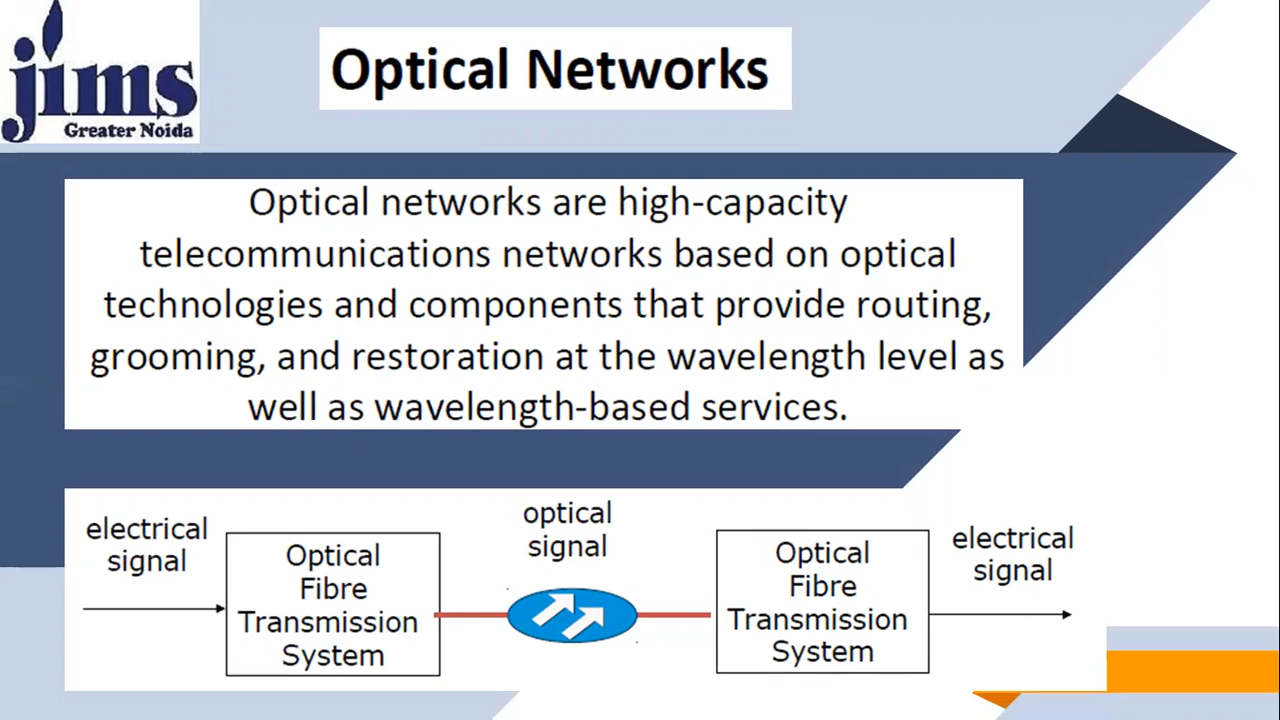 jims
Greater Noida
Optical Networks
Optical networks are high-capacity
telecommunications networks based on optical
technologies and components that provide routing,
grooming, and restoration at the wavelength level as
well as wavelength-based services.
electrical
signal
Optical
Fibre
Transmission
System
optical
signal
Optical
Fibre
Transmission
System
electrical
signal